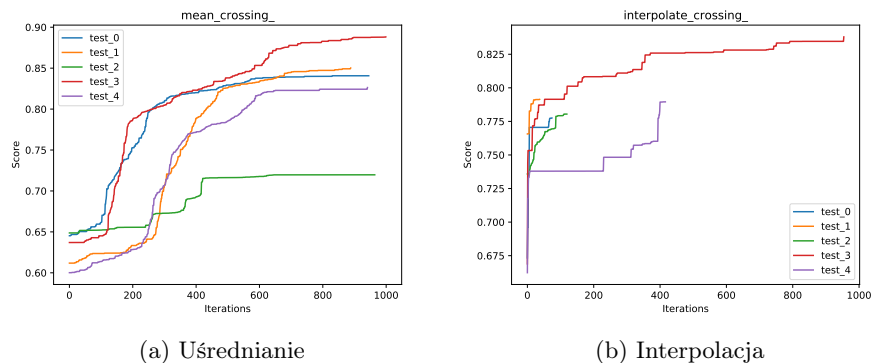 mean_crossing_
0.90
0.85
0.80
0.75
0.70
0.65
0.60
Score
test_0
test_1
test_2
test_3
test_4
0
200
400
600
800
1000
Iterations
(a) Uśrednianie
interpolate_crossing_
0.825
0.800
0.775
0.750
0.725
0.700
0.675
Score
test_0
test_1
test_2
test_3
test_4
0
200
400
600
800
1000
Iterations
(b) Interpolacja